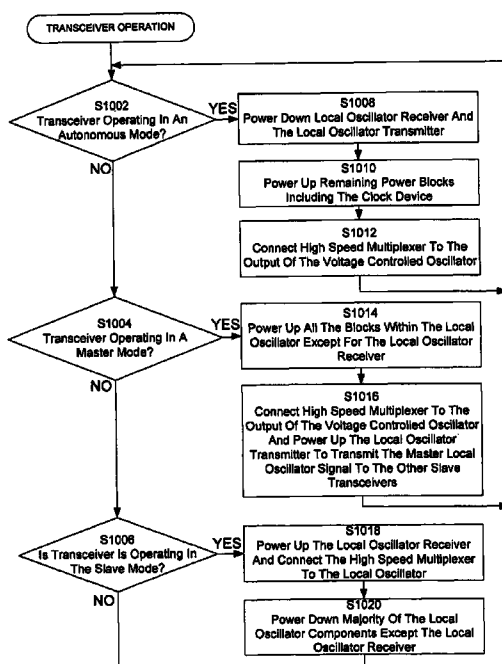 TRANSCEIVER OPERATION
S1002
Transceiver Operating In An
Autonomous Mode?
YES
NO
S1008
Power Down Local Oscillator Receiver And
The Local Oscillator Transmitter
S1010
Power Up Remaining Power Blocks
Including The Clock Device
S1012
Connect High Speed Multiplexer To The
Output Of The Voltage Controlled Oscillator
S1004
Transceiver Operating In A
Master Mode?
YES
NO
S1014
Power Up All The Blocks Within The Local
Oscillator Except For The Local Oscillator
Receiver
S1016
Connect High Speed Multiplexer To The
Output Of The Voltage Controlled Oscillator
And Power Up The Local Oscillator
Transmitter To Transmit The Master Local
Oscillator Signal To The Other Slave
Transceivers
S1006
Is Transceiver Is Operating In
The Slave Mode?
YES
NO
S1018
Power Up The Local Oscillator Receiver
And Connect The High Speed Multiplexer
To The Local Oscillator
S1020
Power Down Majority Of The Local
Oscillator Components Except The Local
Oscillator Receiver